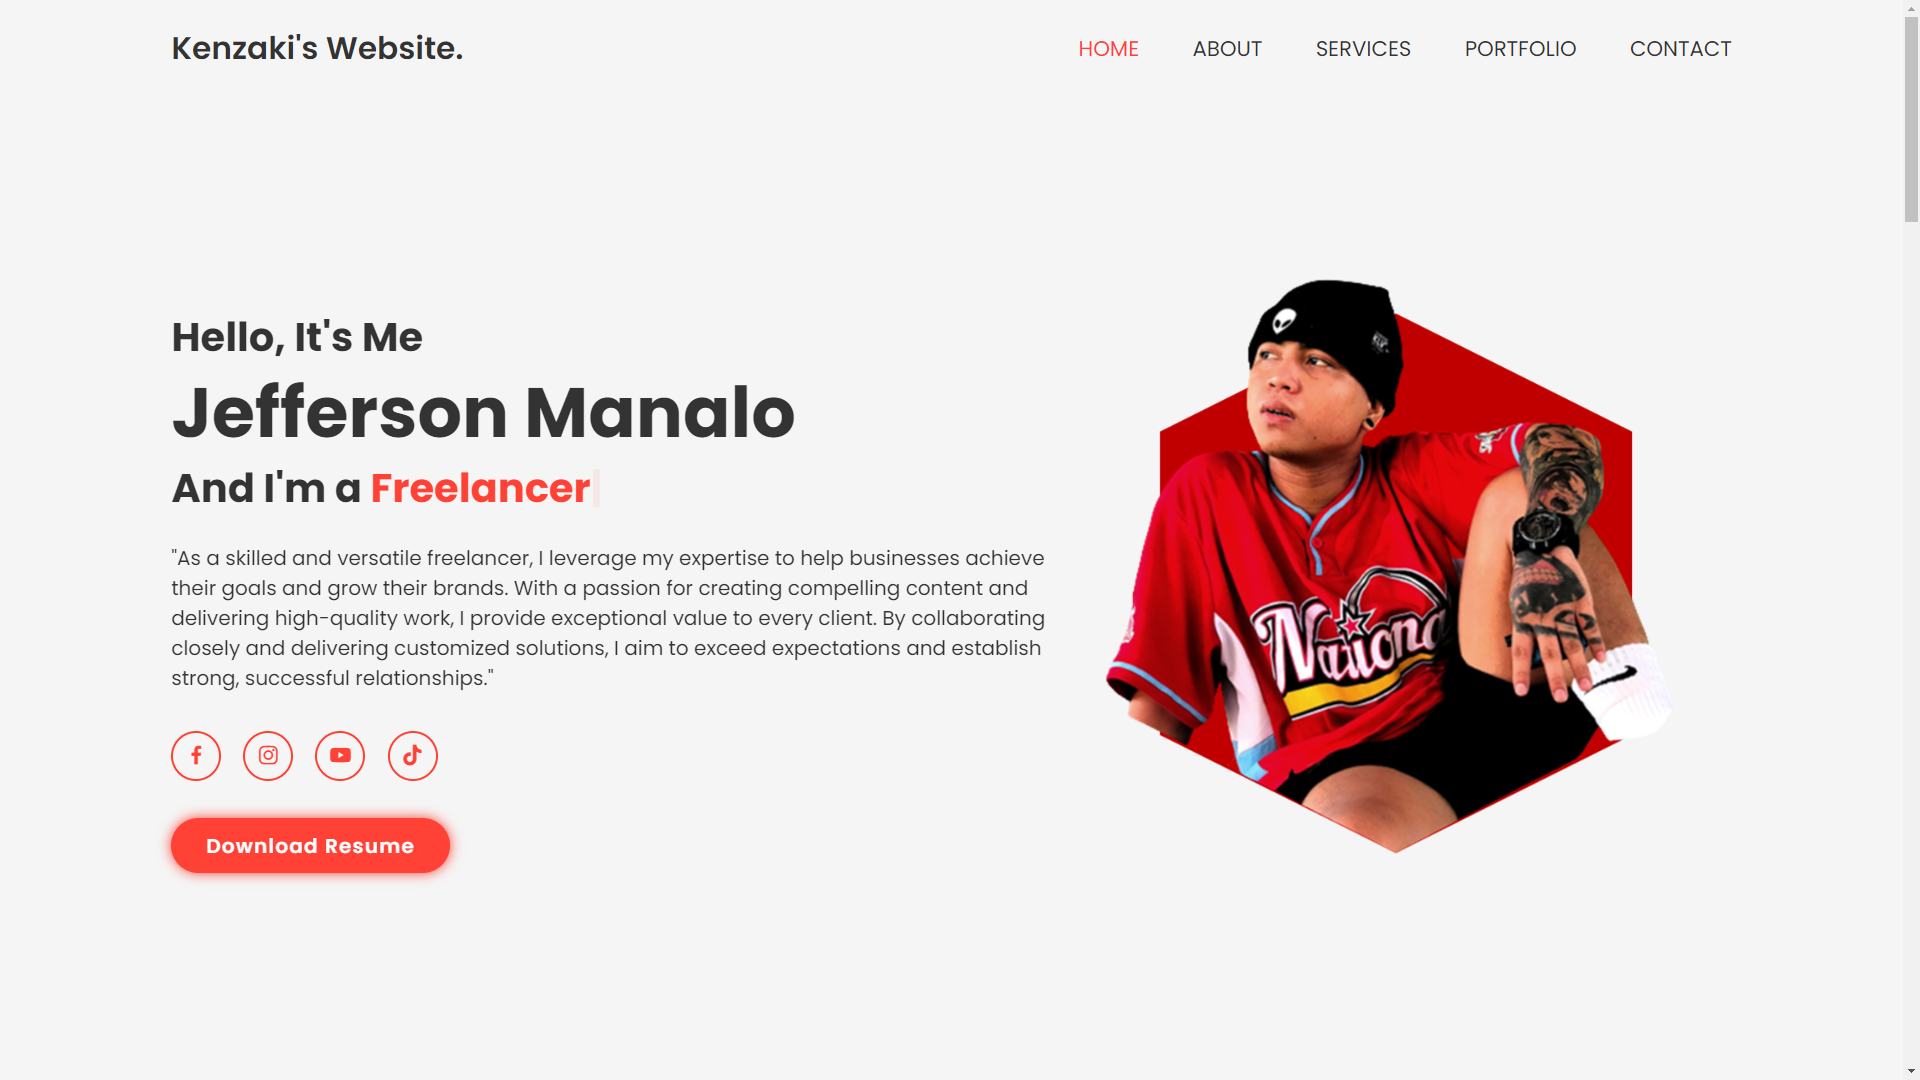 Kenzaki's Website.
HOME ABOUT SERVICES PORTFOLIO CONTACT
Hello, It's Me
Jefferson Manalo
And I'm a Freelancer
"As a skilled and versatile freelancer, I leverage my expertise to help businesses achieve
their goals and grow their brands. With a passion for creating compelling content and
delivering high-quality work, I provide exceptional value to every client. By collaborating
closely and delivering customized solutions, I aim to exceed expectations and establish
strong, successful relationships."
Download Resume
Nationa